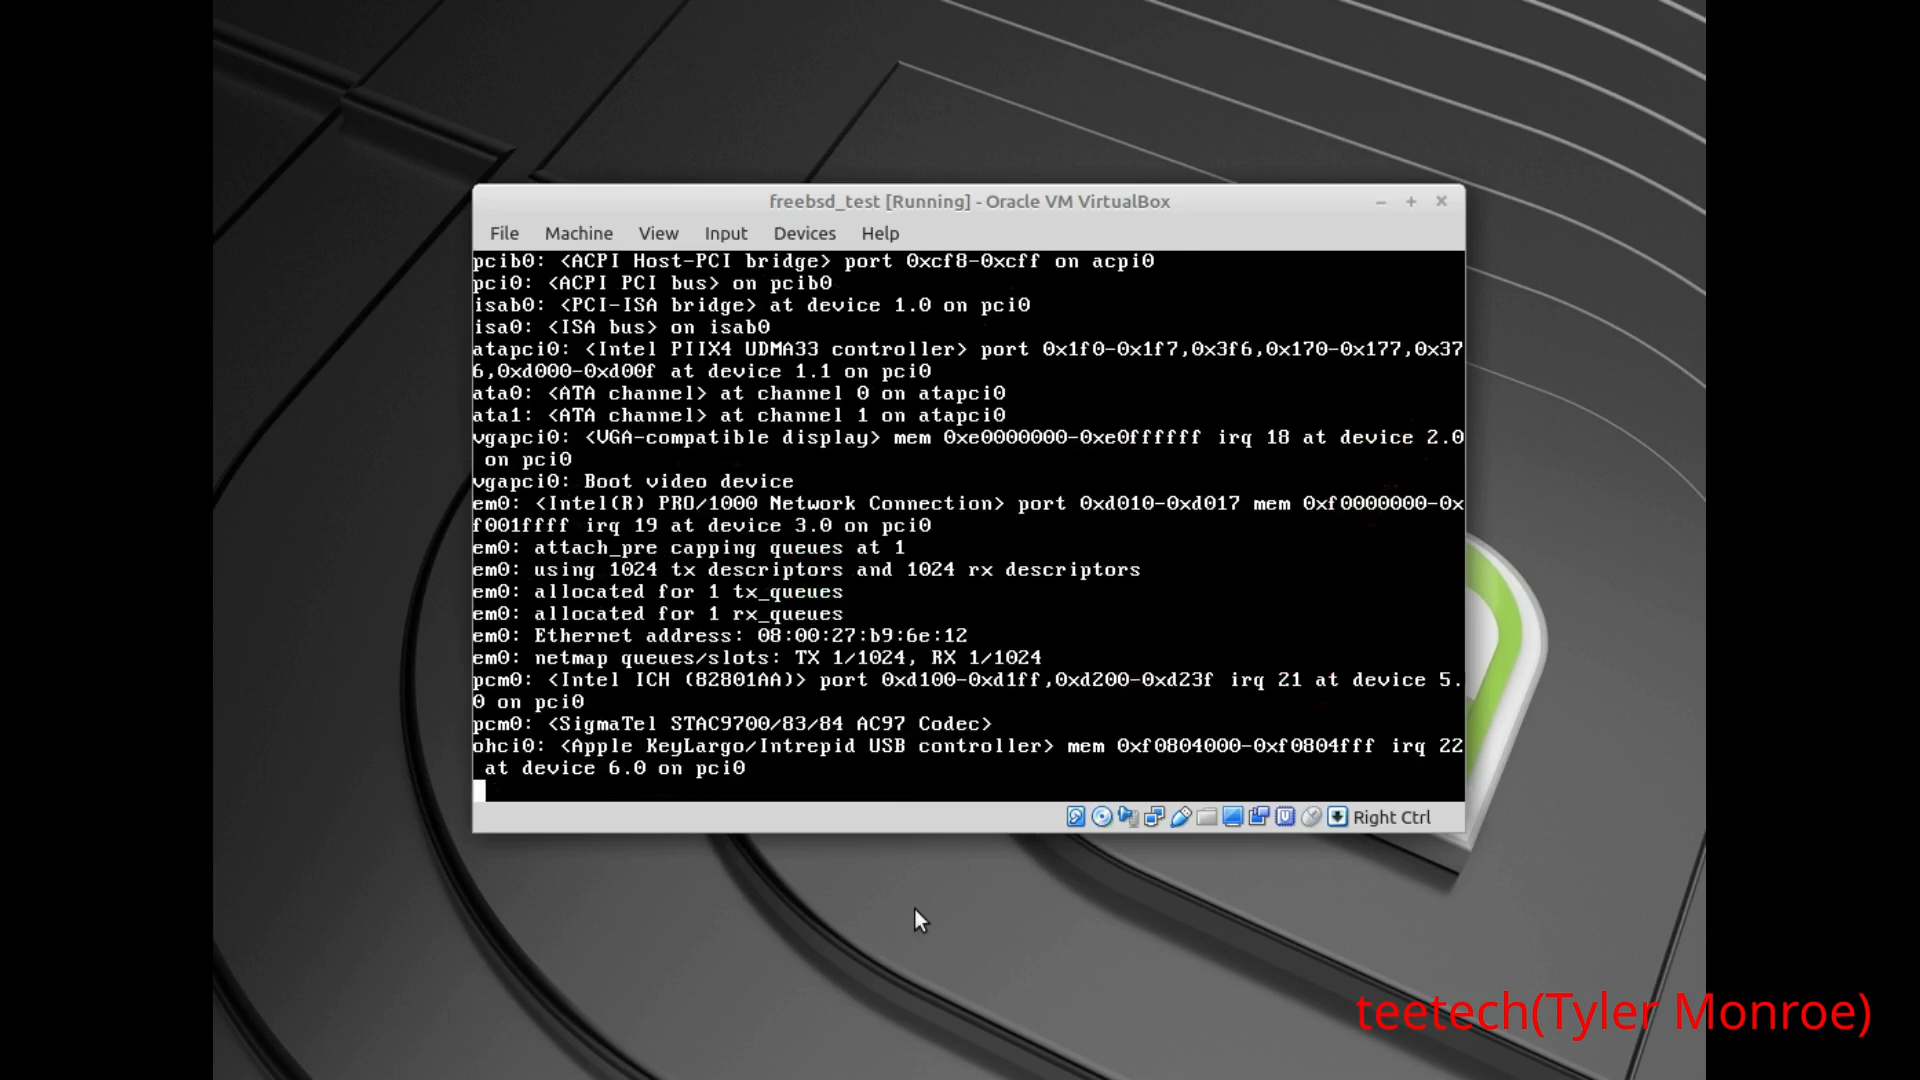 freebsd_test [Running] - Oracle VM VirtualBox
File Machine View Input Devices Help
pcib0: <ACPI Host-PCI bridge> port 0xcf8-0xcff on acpi0
pci0: <ACPI PCI bus> on pcib0
isab0: <PCI-ISA bridge> at device 1.0 on pci0
isa0: <ISA bus> on isab0
atapci0: <Intel PIIX4 UDMA33 controller> port 0x1f0-0x1f7,0x3f6,0x170-0x177,0x37
6,0xd000-0xd00f at device 1.1 on pci0
ata0: <ATA channel> at channel 0 on atapci0
ata1: <ATA channel> at channel 1 on atapci0
vgapci0: <VGA-compatible display> mem 0xe0000000-0xe0ffffff irq 18 at device 2.0
 on pci0
vgapci0: Boot video device
em0: <Intel(R) PRO/1000 Network Connection> port 0xd010-0xd017 mem 0xf0000000-0x
f001ffff irq 19 at device 3.0 on pci0
em0: attach_pre capping queues at 1
em0: using 1024 tx descriptors and 1024 rx descriptors
em0: allocated for 1 tx_queues
em0: allocated for 1 rx_queues
em0: Ethernet address: 08:00:27:b9:6e:12
em0: netmap queues/slots: TX 1/1024, RX 1/1024
pcm0: <Intel ICH (82801AA)> port 0xd100-0xd1ff,0xd200-0xd23f irq 21 at device 5.
0 on pci0
pcm0: <SigmaTel STAC9700/83/84 AC97 Codec>
ohci0: <Apple KeyLargo/Intrepid USB controller> mem 0xf0804000-0xf0804fff irq 22
 at device 6.0 on pci0
Right Ctrl
teetech(Tyler Monroe)